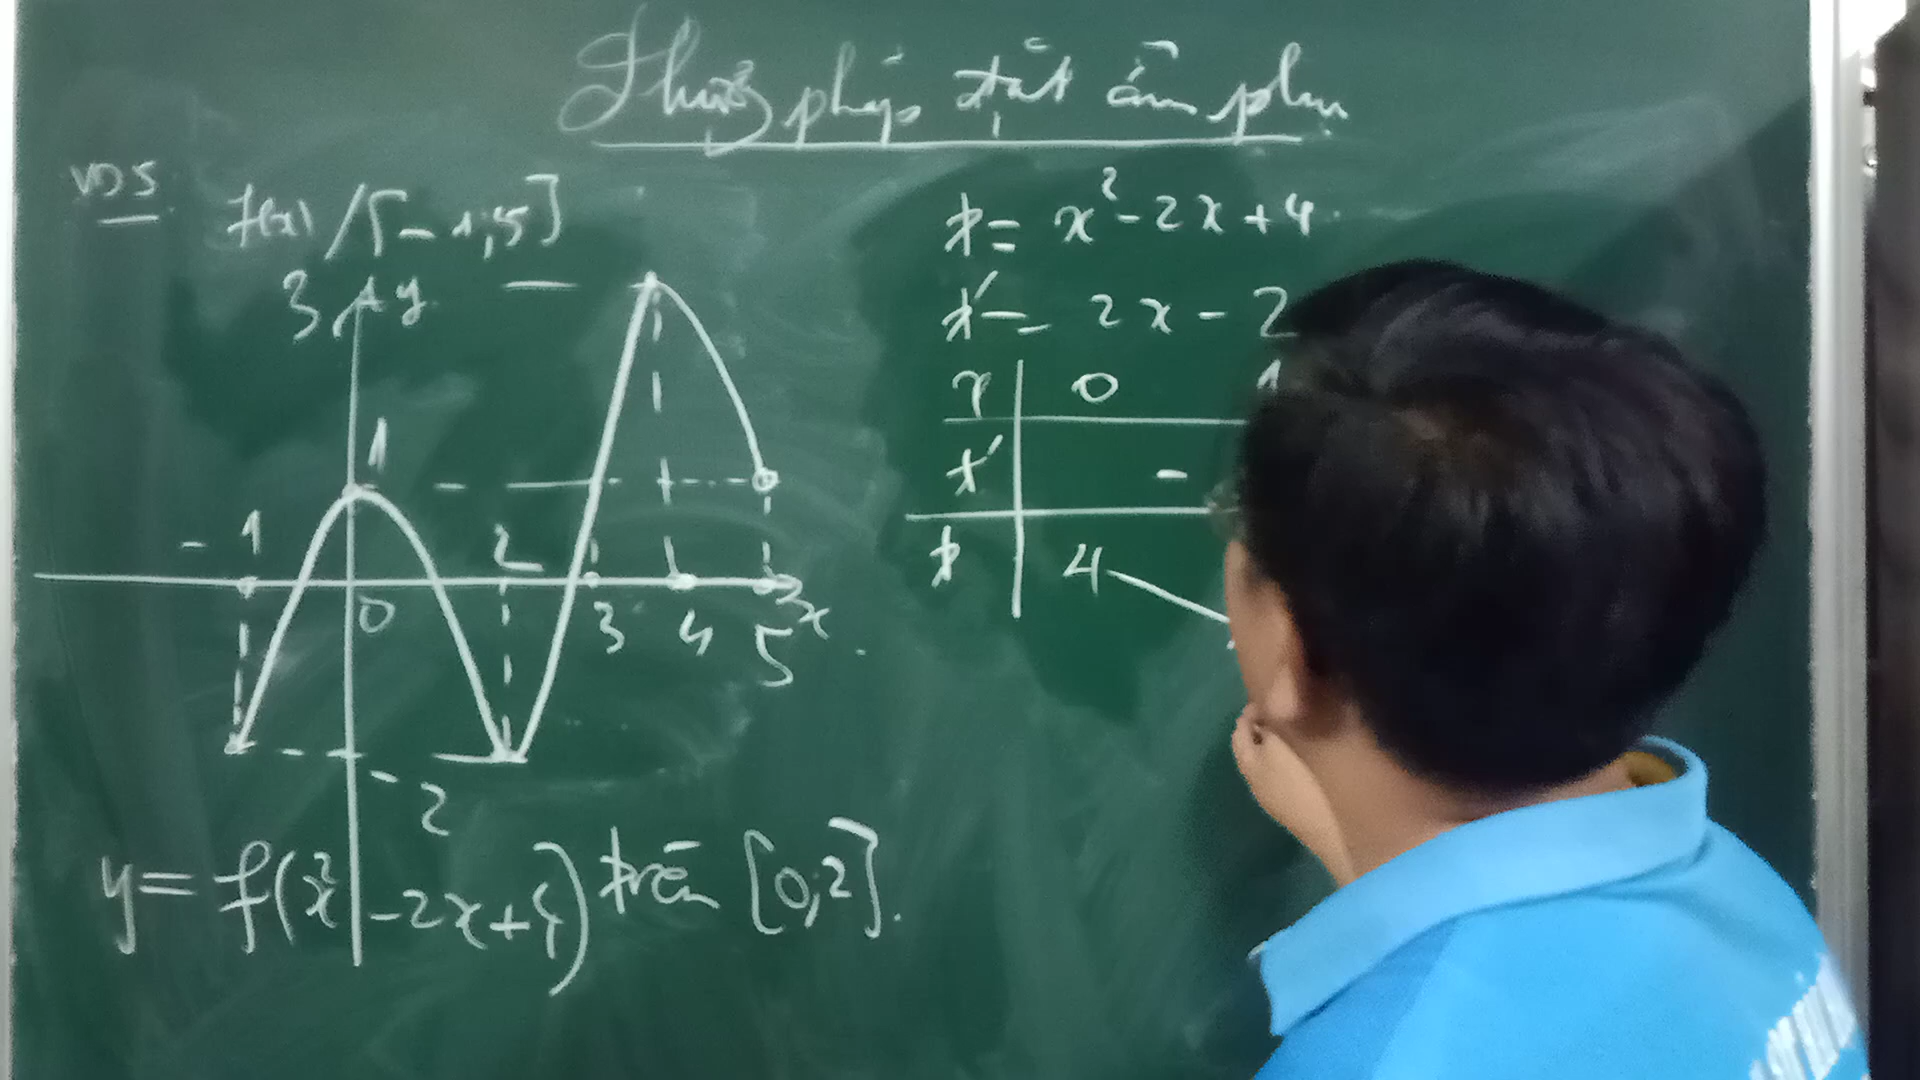 Phương pháp đặt ẩn phụ
VD5
f(x) / [-1;5]
3 y
1
-1 2
0 3 4 5 x
-2
y = f(x² - 2x + 4) trên [0;2].
t = x² - 2x + 4
t' = 2x - 2
x 0 1
t' -
t 4